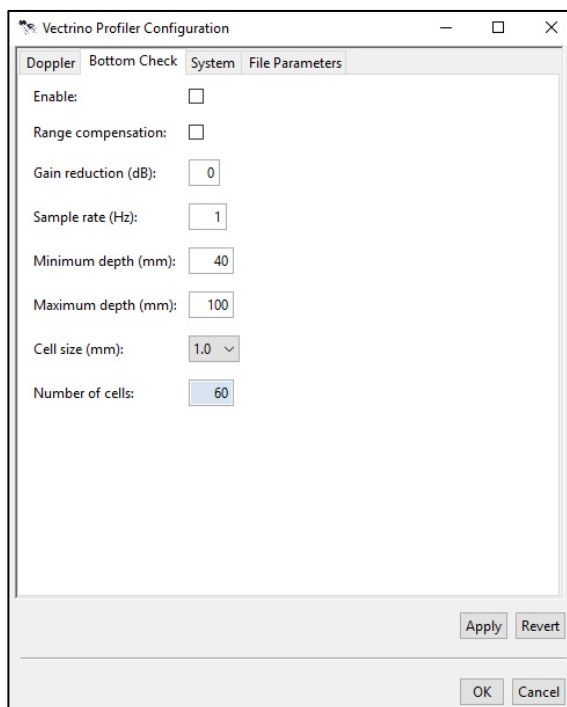 Vectrino Profiler Configuration
Doppler Bottom Check System File Parameters
Enable:
Range compensation:
Gain reduction (dB): 0
Sample rate (Hz): 1
Minimum depth (mm): 40
Maximum depth (mm): 100
Cell size (mm): 1.0
Number of cells: 60
Apply Revert
OK Cancel